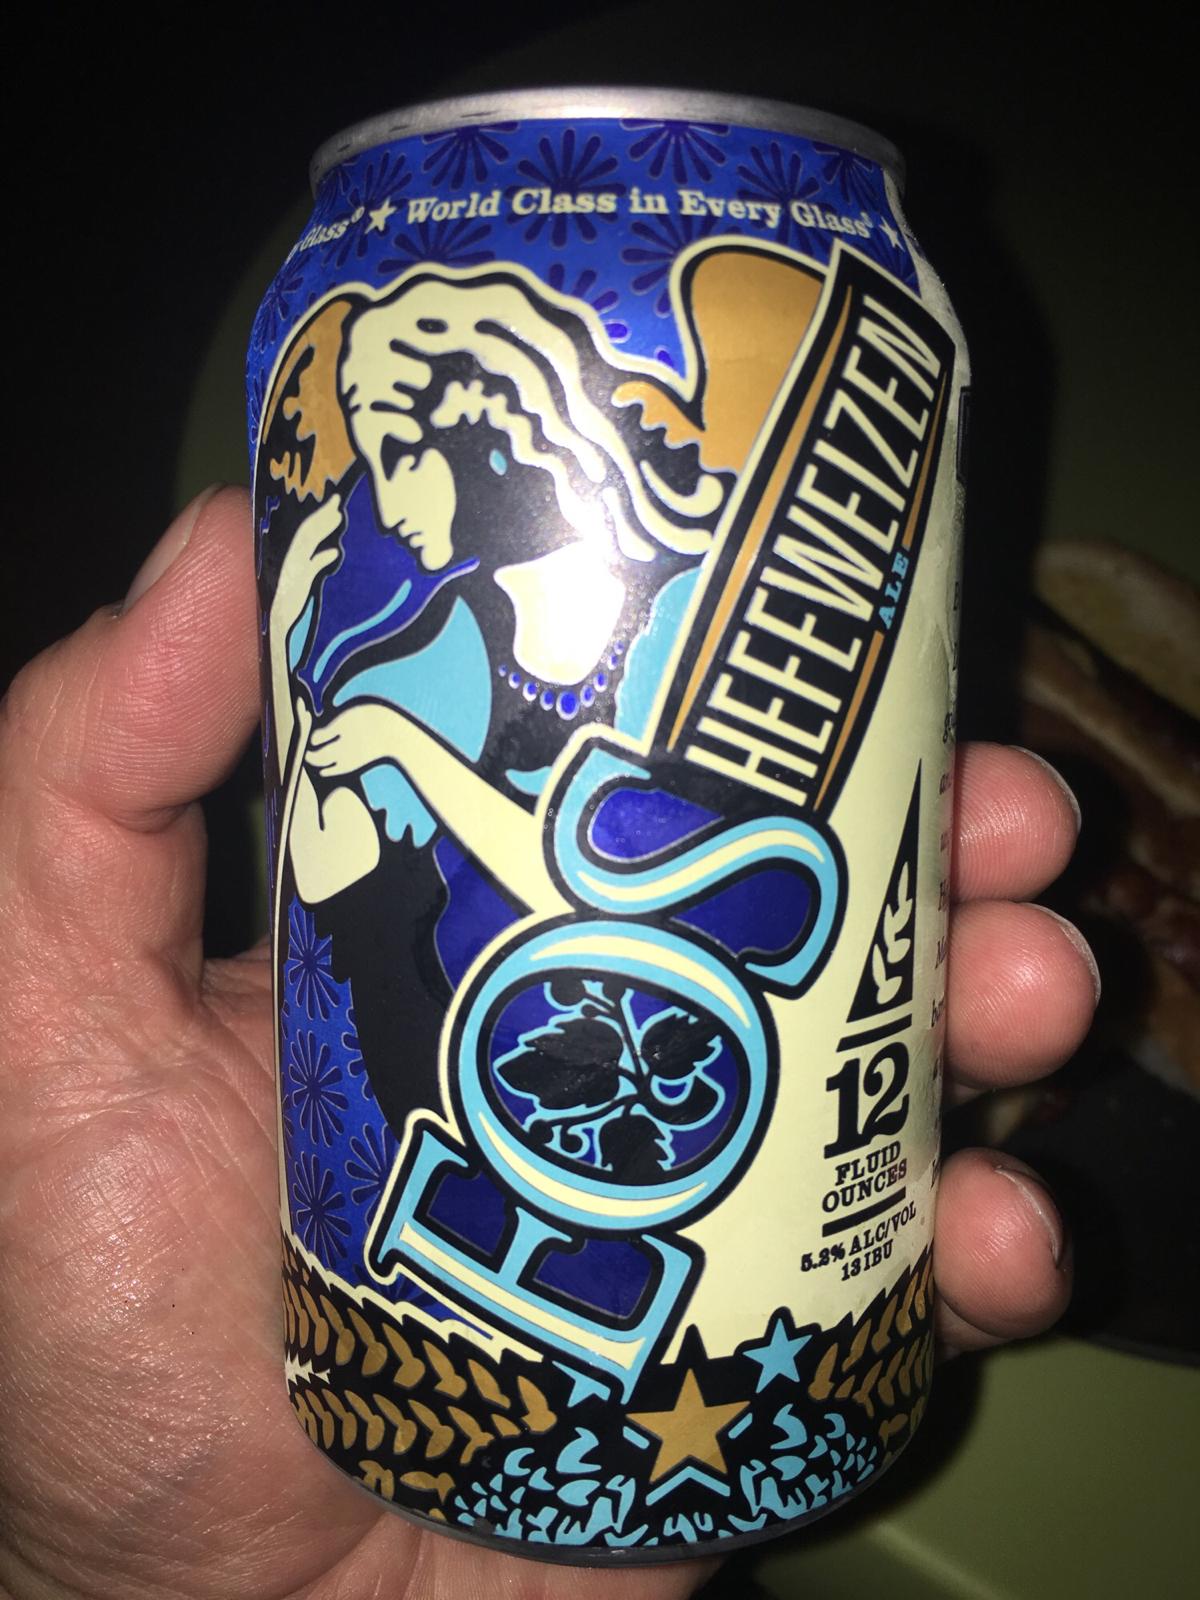 Glass® ★ World Class in Every Glass® ★
HEFEWEIZEN
ALE
EOS
12
FLUID
OUNCES
5.2% ALC/VOL
13 IBU